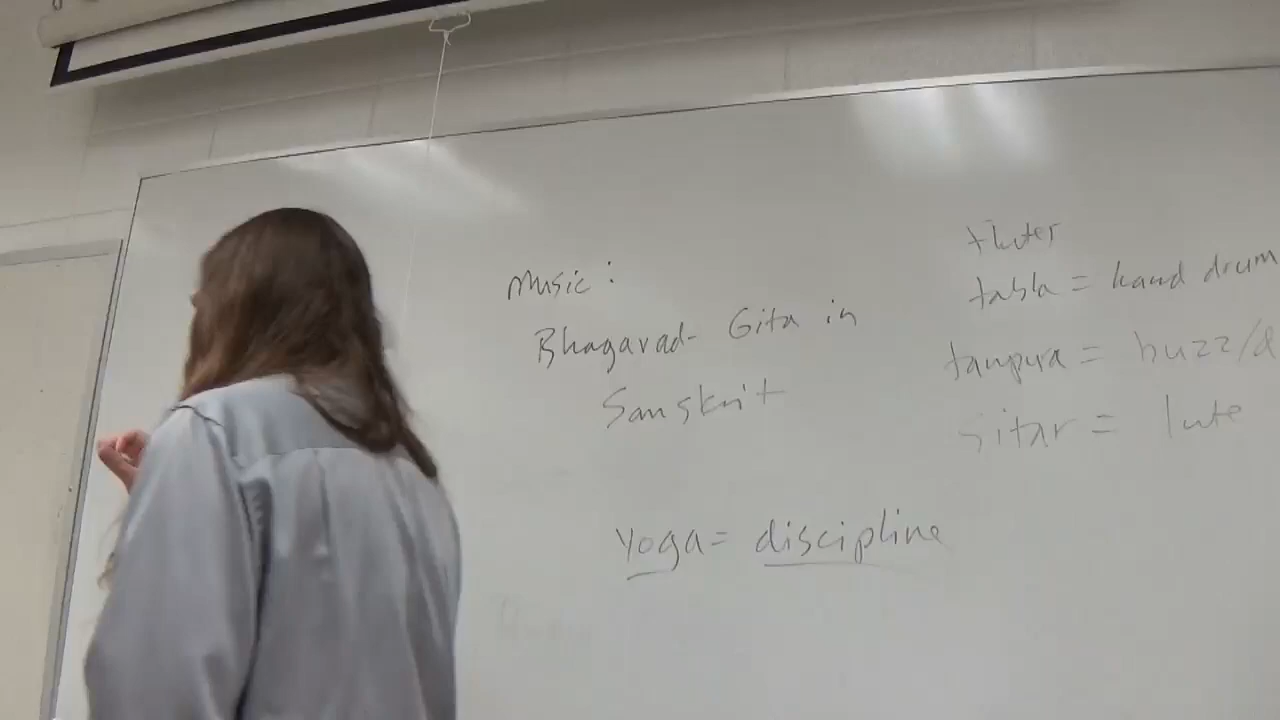 Music:
Bhagavad-Gita in
Sanskrit
yoga= discipline
flutes
tabla = hand drum
tanpura = buzz/d
sitar = lute